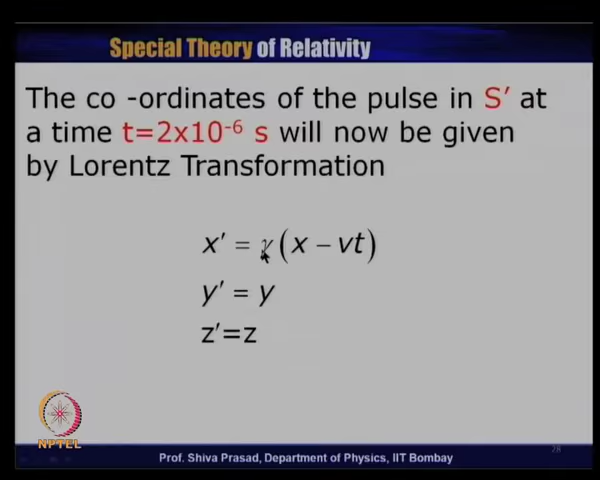 Special Theory of Relativity
The co -ordinates of the pulse in S′ at
a time t=2x10⁻⁶ s will now be given
by Lorentz Transformation
x′ = γ(x – vt)
y′ = y
z′=z
NPTEL
28
Prof. Shiva Prasad, Department of Physics, IIT Bombay